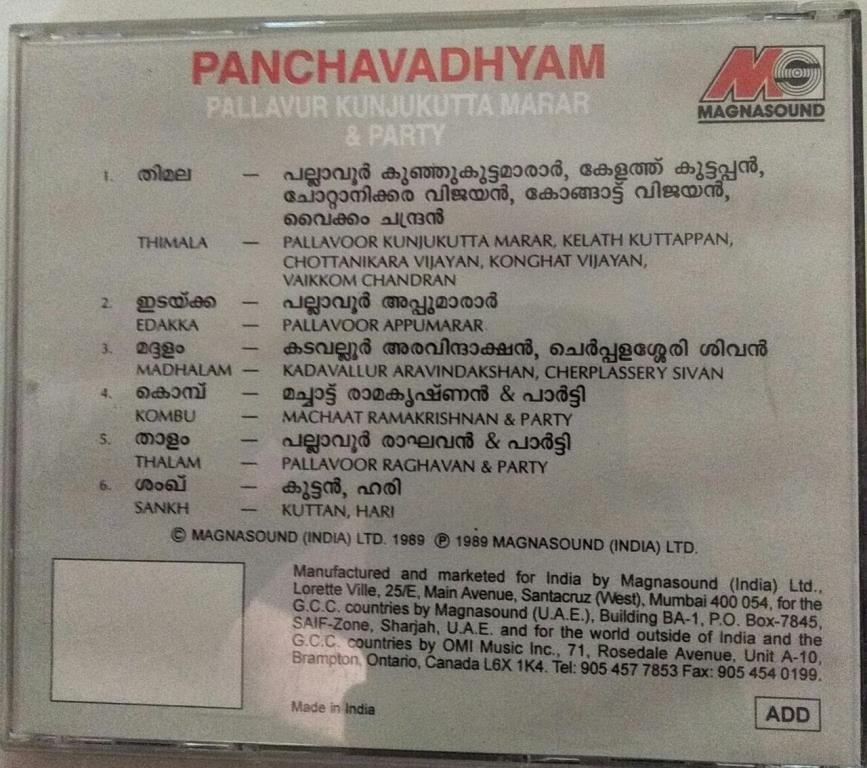 PANCHAVADHYAM
PALLAVUR KUNJUKUTTA MARAR
& PARTY
MAGNASOUND
1. തിമല — പല്ലാവൂർ കുഞ്ഞുകുട്ടമാരാർ, കേളത്ത് കുട്ടപ്പൻ,
ചോറ്റാനിക്കര വിജയൻ, കോങ്ങാട്ട് വിജയൻ,
വൈക്കം ചന്ദ്രൻ
THIMALA — PALLAVOOR KUNJUKUTTA MARAR, KELATH KUTTAPPAN,
CHOTTANIKARA VIJAYAN, KONGHAT VIJAYAN,
VAIKKOM CHANDRAN
2. ഇടയ്ക്ക — പല്ലാവൂർ അപ്പുമാരാർ
EDAKKA — PALLAVOOR APPUMARAR
3. മദ്ദളം — കടവല്ലൂർ അരവിന്ദാക്ഷൻ, ചെർപ്പളശ്ശേരി ശിവൻ
MADHALAM — KADAVALLUR ARAVINDAKSHAN, CHERPLASSERY SIVAN
4. കൊമ്പ് — മച്ചാട്ട് രാമകൃഷ്ണൻ & പാർട്ടി
KOMBU — MACHAAT RAMAKRISHNAN & PARTY
5. താളം — പല്ലാവൂർ രാഘവൻ & പാർട്ടി
THALAM — PALLAVOOR RAGHAVAN & PARTY
6. ശംഖ് — കുട്ടൻ, ഹരി
SANKH — KUTTAN, HARI
© MAGNASOUND (INDIA) LTD. 1989 ℗ 1989 MAGNASOUND (INDIA) LTD.
Manufactured and marketed for India by Magnasound (India) Ltd.,
Lorette Ville, 25/E, Main Avenue, Santacruz (West), Mumbai 400 054, for the
G.C.C. countries by Magnasound (U.A.E.), Building BA-1, P.O. Box-7845,
SAIF-Zone, Sharjah, U.A.E. and for the world outside of India and the
G.C.C. countries by OMI Music Inc., 71, Rosedale Avenue, Unit A-10,
Brampton, Ontario, Canada L6X 1K4. Tel: 905 457 7853 Fax: 905 454 0199.
Made in India
ADD